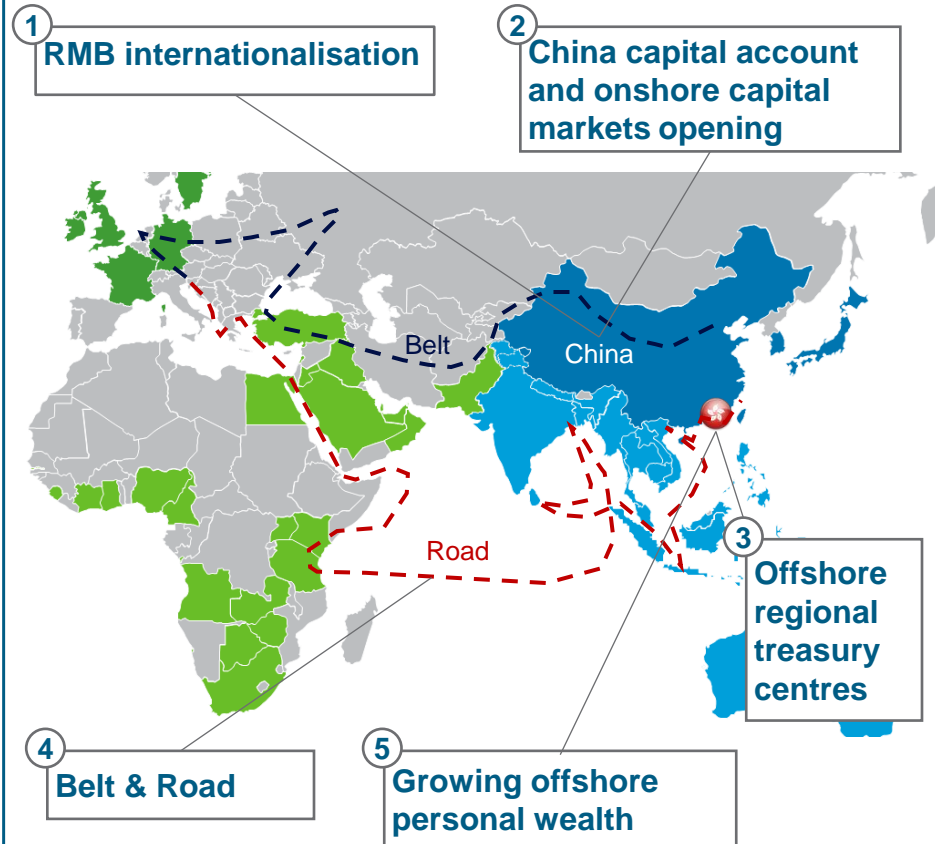 1
RMB internationalisation
2
China capital account
and onshore capital
markets opening
Belt
China
Road
3
Offshore
regional
treasury
centres
4
Belt & Road
5
Growing offshore
personal wealth